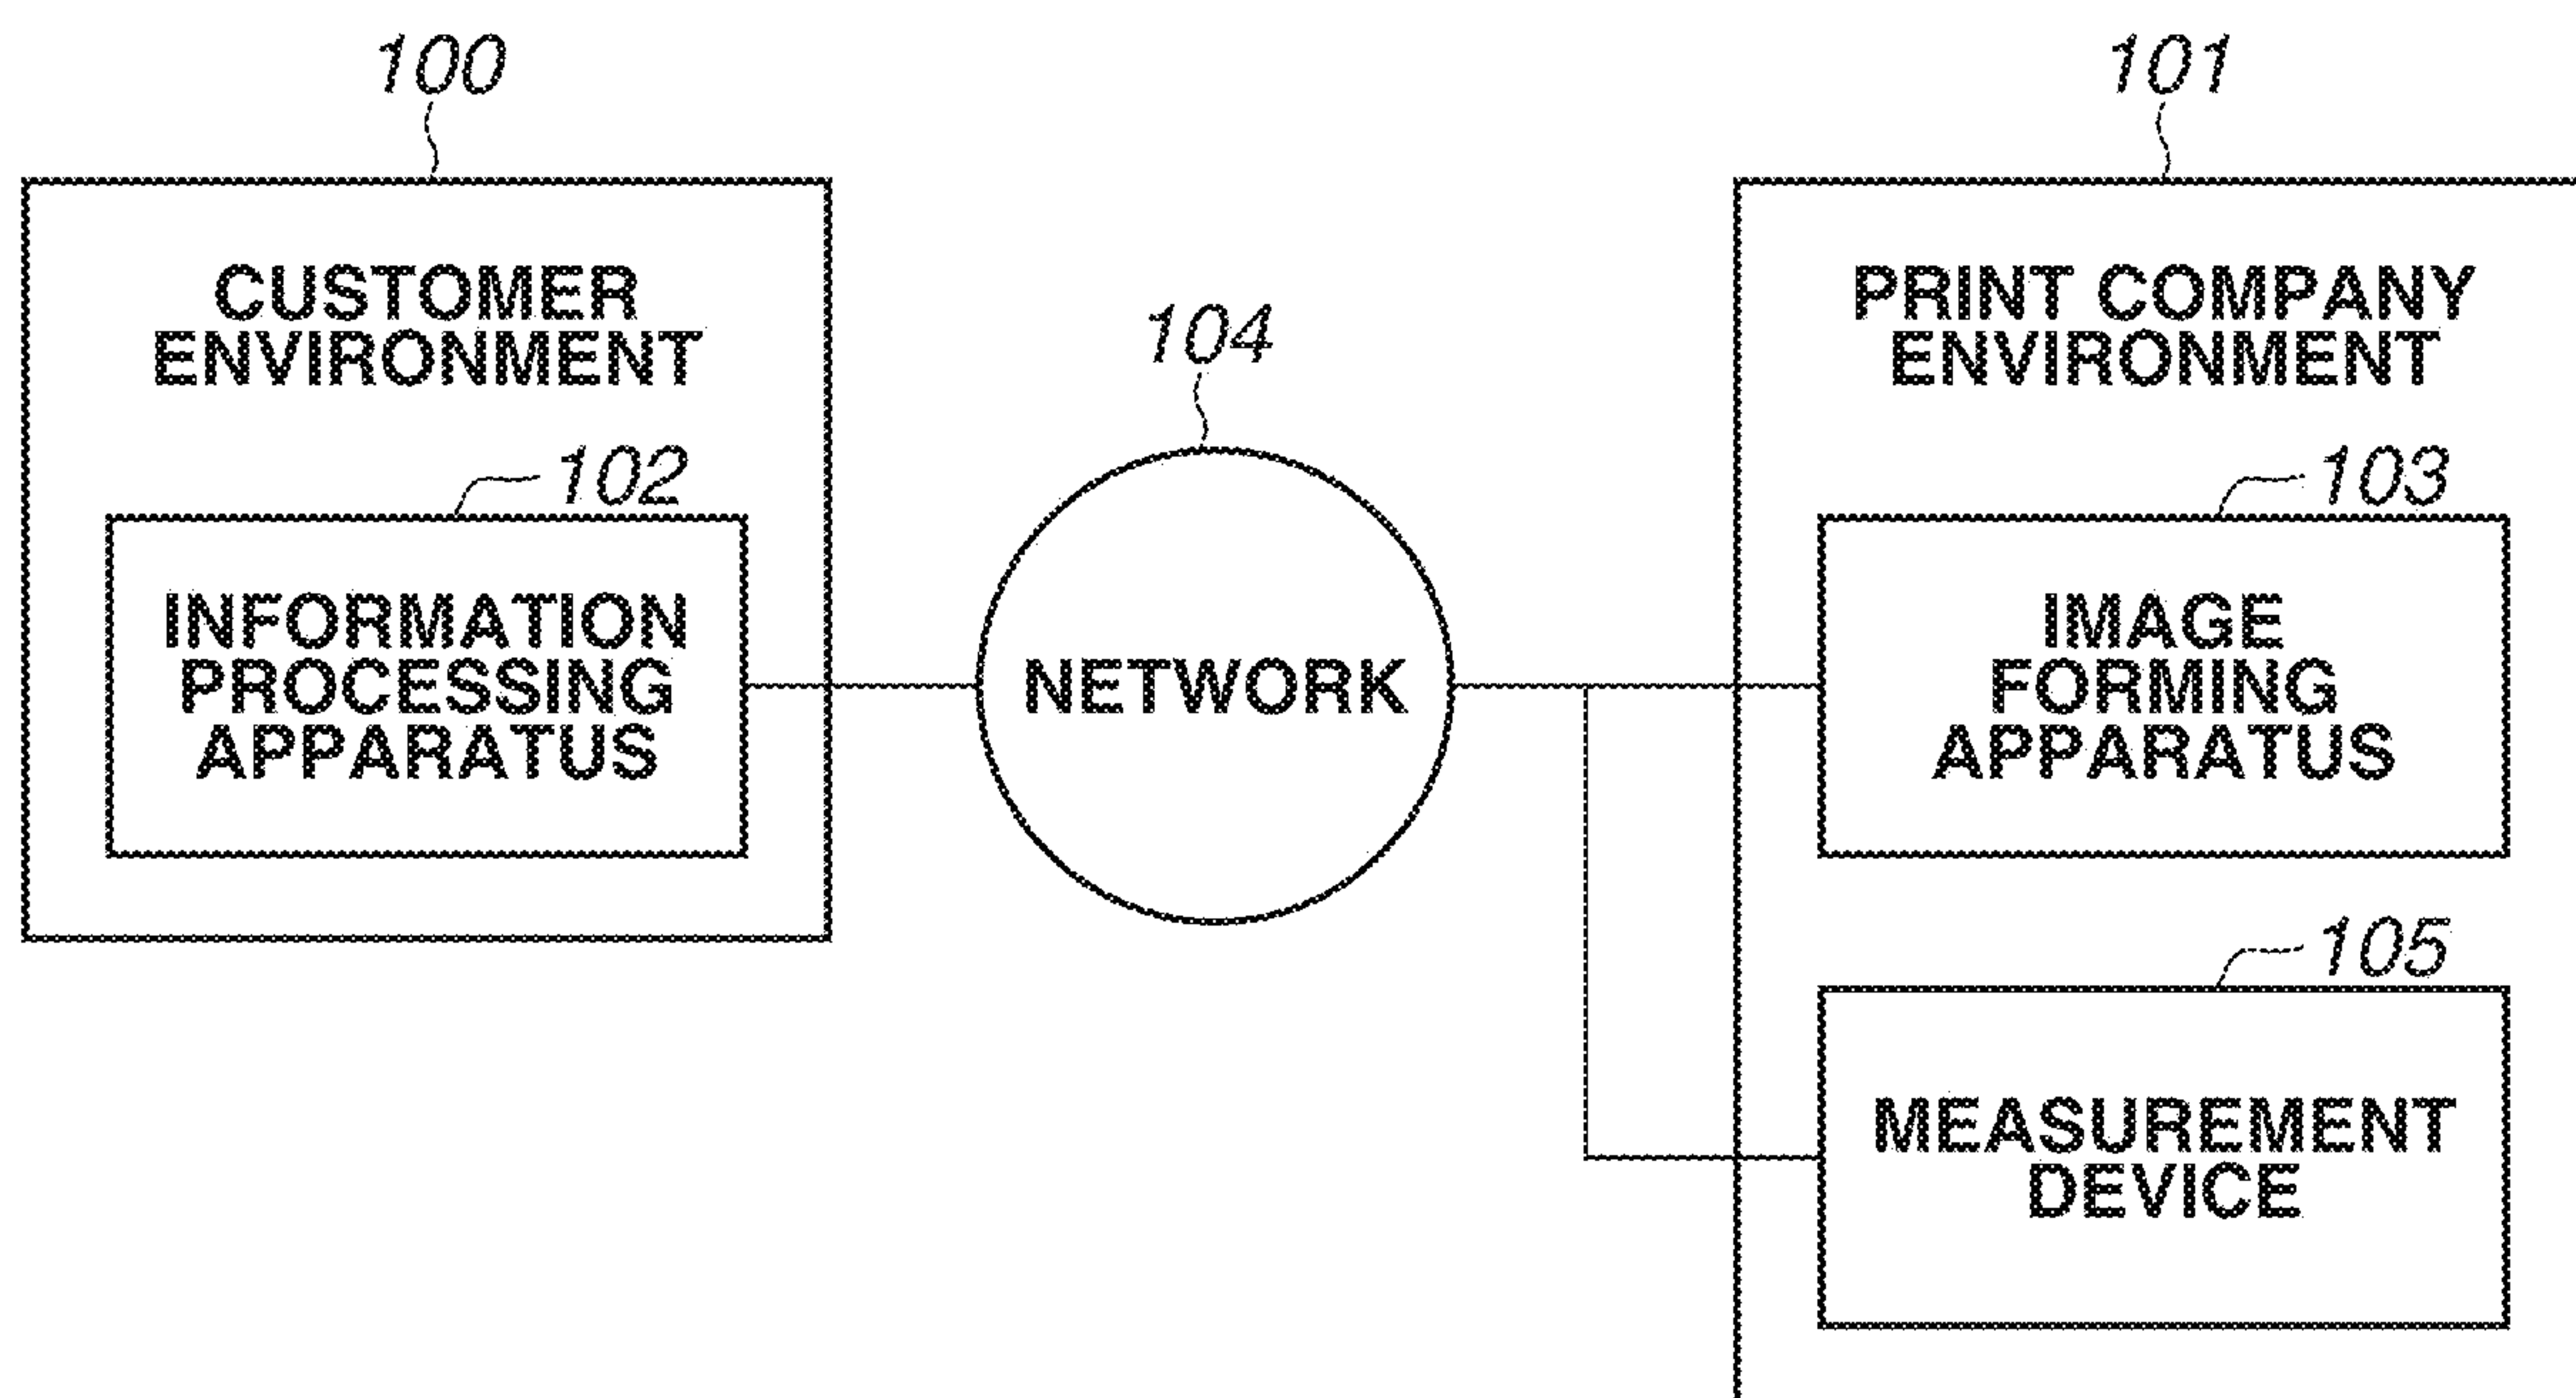 100
CUSTOMER
ENVIRONMENT
102
INFORMATION
PROCESSING
APPARATUS
104
NETWORK
101
PRINT COMPANY
ENVIRONMENT
103
IMAGE
FORMING
APPARATUS
105
MEASUREMENT
DEVICE